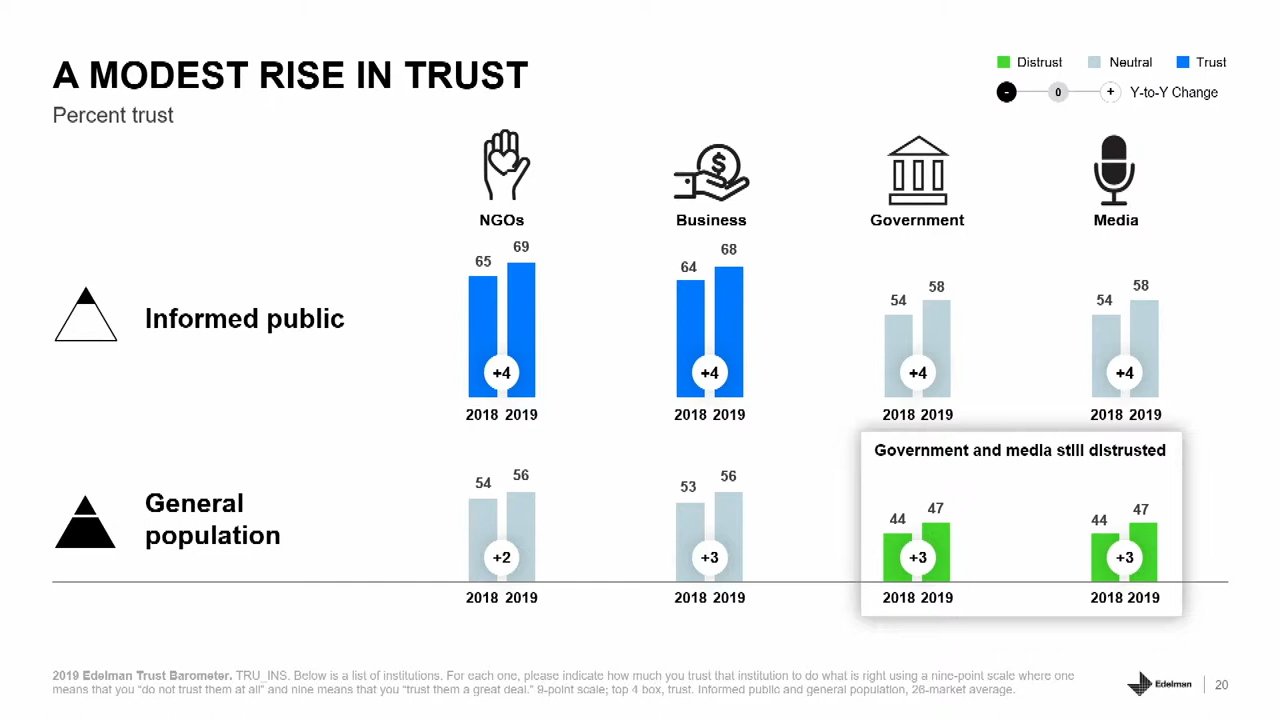 A MODEST RISE IN TRUST
Percent trust
Distrust Neutral Trust
- 0 + Y-to-Y Change
NGOs Business Government Media
Informed public
65 69
64 68
54 58
54 58
+4 +4 +4 +4
2018 2019 2018 2019 2018 2019 2018 2019
Government and media still distrusted
General
population
54 56
53 56
44 47
44 47
+2 +3 +3 +3
2018 2019 2018 2019 2018 2019 2018 2019
2019 Edelman Trust Barometer. TRU_INS. Below is a list of institutions. For each one, please indicate how much you trust that institution to do what is right using a nine-point scale where one
means that you “do not trust them at all” and nine means that you “trust them a great deal.” 9-point scale; top 4 box, trust. Informed public and general population, 26-market average.
Edelman 20